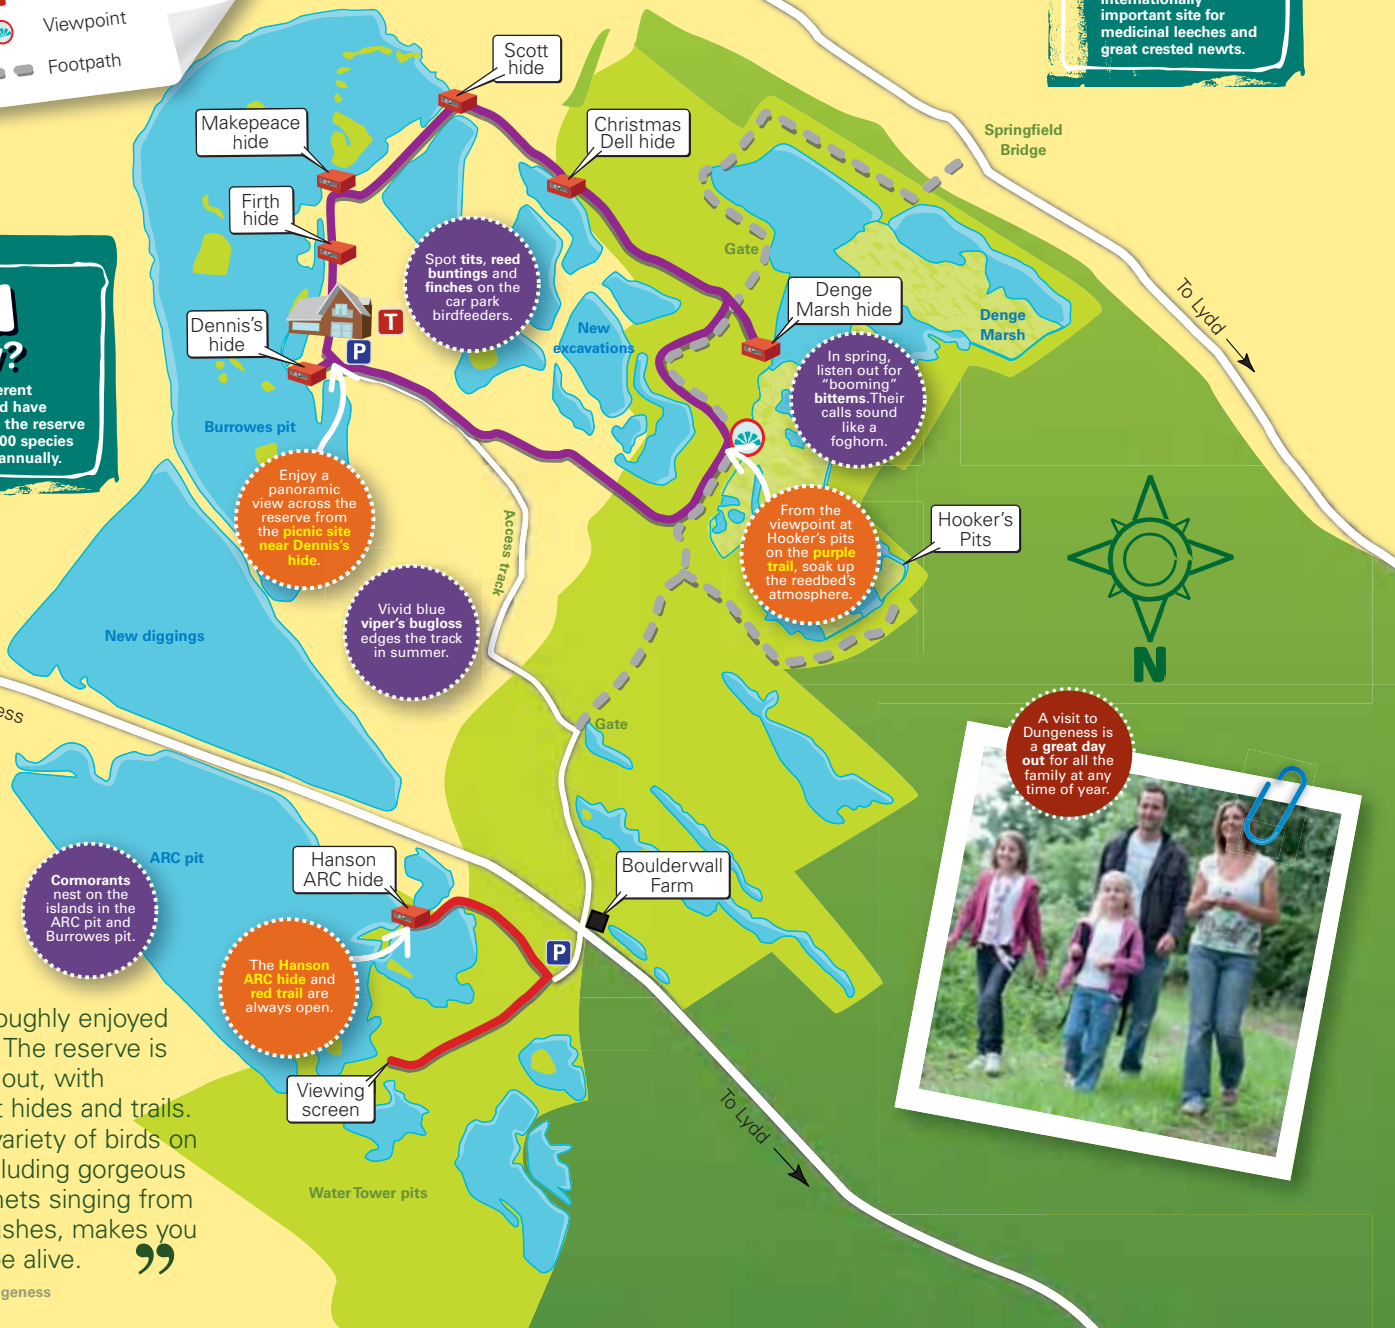 Viewpoint
Footpath
important site for
medicinal leeches and
great crested newts.
Scott
hide
Makepeace
hide
Christmas
Dell hide
Springfield
Bridge
Firth
hide
Gate
Spot tits, reed
buntings and
finches on the
car park
birdfeeders.
Denge
Marsh hide
To Lydd
Dennis's
hide
T
P
New
excavations
Denge
Marsh
In spring,
listen out for
“booming”
bitterns.Their
calls sound
like a
foghorn.
?
erent
d have
the reserve
00 species
annually.
Burrowes pit
Enjoy a
panoramic
view across the
reserve from
the picnic site
near Dennis's
hide.
Access track
From the
viewpoint at
Hooker's pits
on the purple
trail, soak up
the reedbed's
atmosphere.
Hooker's
Pits
Vivid blue
viper's bugloss
edges the track
in summer.
New diggings
N
ess
Gate
A visit to
Dungeness is
a great day
out for all the
family at any
time of year.
ARC pit
Hanson
ARC hide
Boulderwall
Farm
Cormorants
nest on the
islands in the
ARC pit and
Burrowes pit.
P
The Hanson
ARC hide and
red trail are
always open.
oughly enjoyed
The reserve is
out, with
t hides and trails.
variety of birds on
cluding gorgeous
nets singing from
ushes, makes you
be alive. ”
geness
Viewing
screen
To Lydd
Water Tower pits